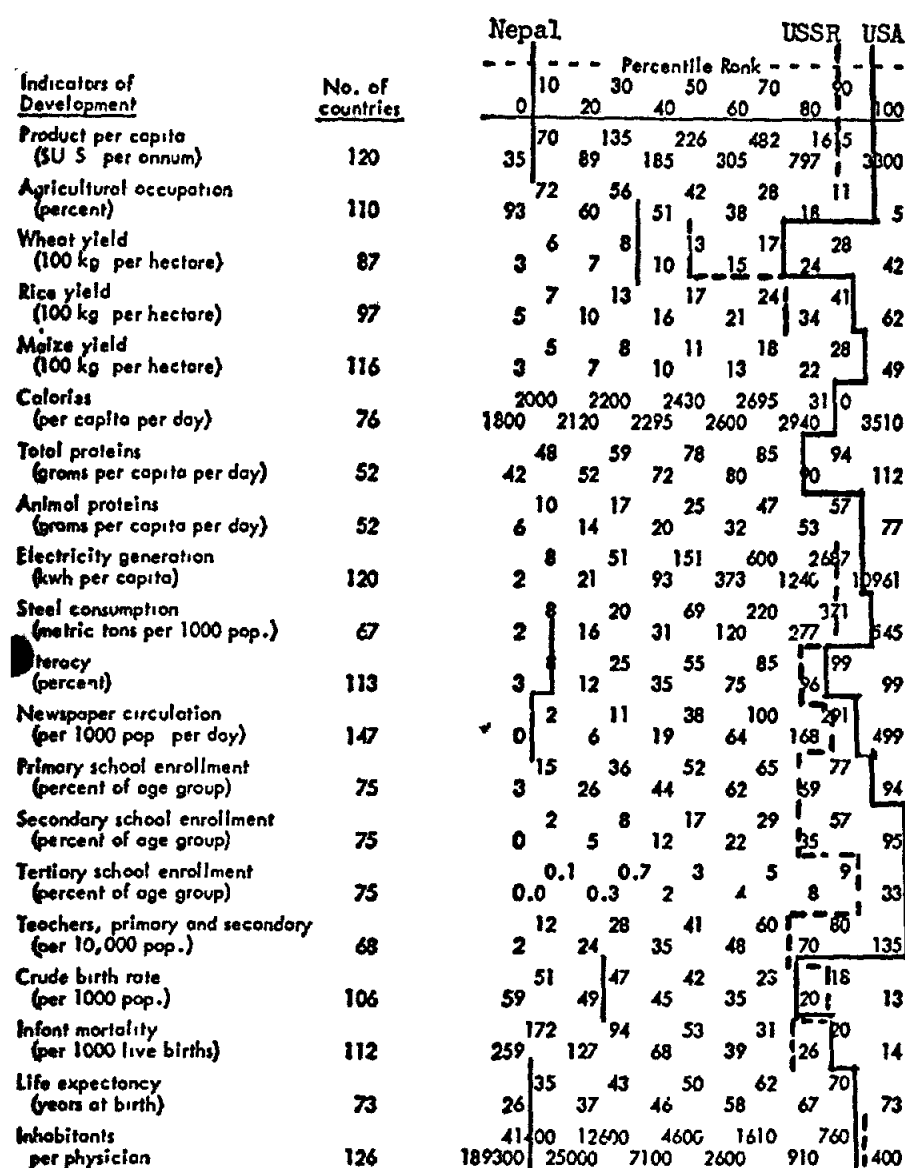 Nepal USSR USA
Percentile Rank
Indicators of No. of 10 30 50 70 90
Development countries 0 20 40 60 80 100
Product per capita 70 135 226 482 1615
($U S per annum) 120 35 89 185 305 797 3300
Agricultural occupation 72 56 42 28 11
(percent) 110 93 60 51 38 18 5
Wheat yield 6 8 13 17 28
(100 kg per hectare) 87 3 7 10 15 24 42
Rice yield 7 13 17 24 41
(100 kg per hectare) 97 5 10 16 21 34 62
Maize yield 5 8 11 18 28
(100 kg per hectare) 116 3 7 10 13 22 49
Calories 2000 2200 2430 2695 31 0
(per capita per day) 76 1800 2120 2295 2600 2940 3510
Total proteins 48 59 78 85 94
(grams per capita per day) 52 42 52 72 80 90 112
Animal proteins 10 17 25 47 57
(grams per capita per day) 52 6 14 20 32 53 77
Electricity generation 8 51 151 600 2687
(kwh per capita) 120 2 21 93 373 1240 10961
Steel consumption 8 20 69 220 371
(metric tons per 1000 pop.) 67 2 16 31 120 277 545
teracy 8 25 55 85 99
(percent) 113 3 12 35 75 96 99
Newspaper circulation 2 11 38 100 291
(per 1000 pop per day) 147 0 6 19 64 168 499
Primary school enrollment 15 36 52 65 77
(percent of age group) 75 3 26 44 62 69 94
Secondary school enrollment 2 8 17 29 57
(percent of age group) 75 0 5 12 22 35 95
Tertiary school enrollment 0.1 0.7 3 5 9
(percent of age group) 75 0.0 0.3 2 4 8 33
Teachers, primary and secondary 12 28 41 60 80
(per 10,000 pop.) 68 2 24 35 48 70 135
Crude birth rate 51 47 42 23 18
(per 1000 pop.) 106 59 49 45 35 20 13
Infant mortality 172 94 53 31 20
(per 1000 live births) 112 259 127 68 39 26 14
Life expectancy 35 43 50 62 70
(years at birth) 73 26 37 46 58 67 73
Inhabitants 41400 12600 4600 1610 760
per physician 126 189300 25000 7100 2600 910 400